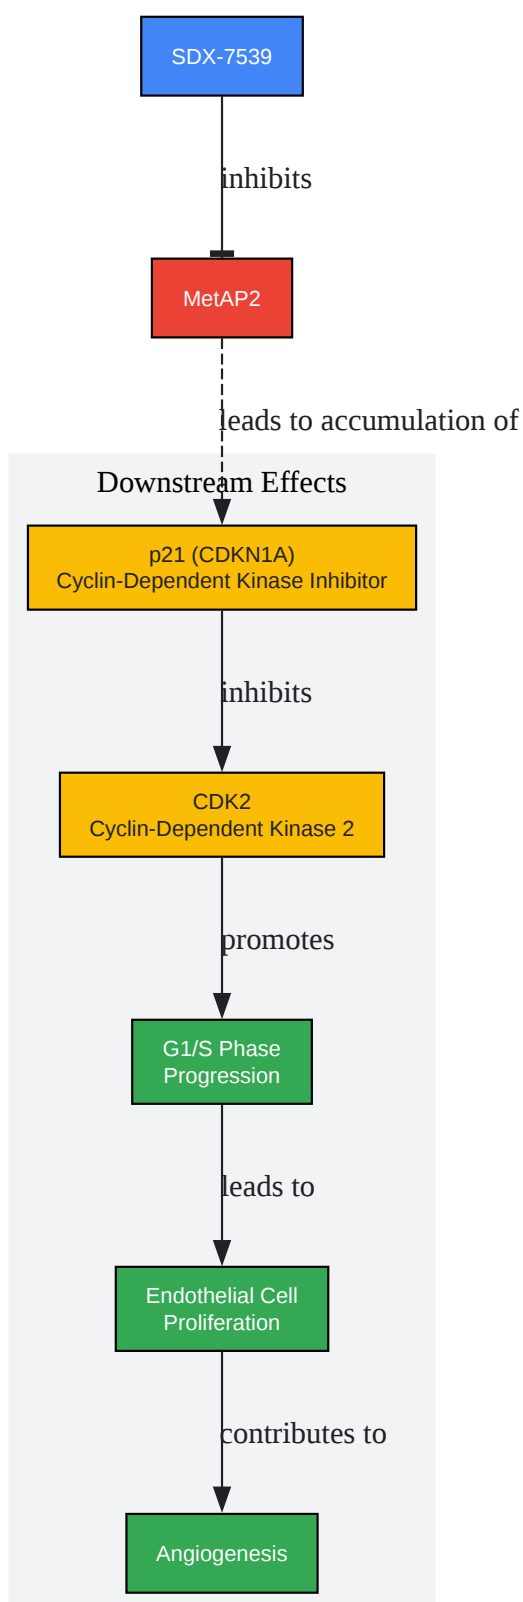 SDX-7539
inhibits
MetAP2
leads to accumulation of
Downstream Effects
p21 (CDKN1A)
Cyclin-Dependent Kinase Inhibitor
inhibits
CDK2
Cyclin-Dependent Kinase 2
promotes
G1/S Phase
Progression
leads to
Endothelial Cell
Proliferation
contributes to
Angiogenesis